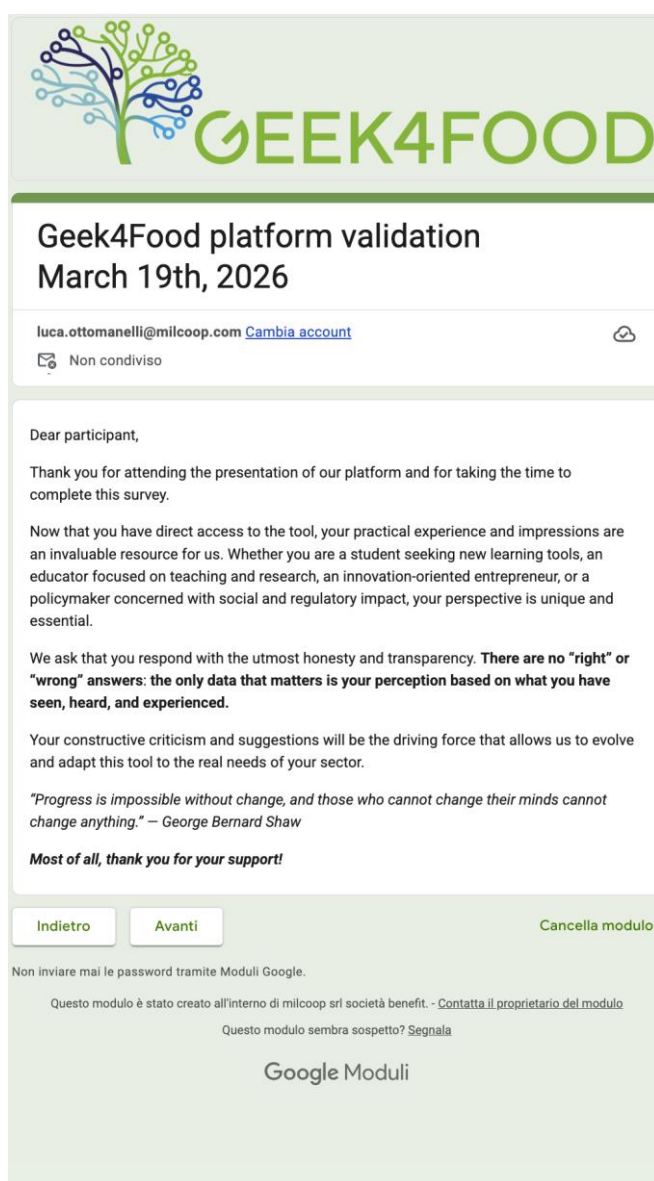 GEEK4FOOD
Geek4Food platform validation
March 19th, 2026
luca.ottomanelli@milcoop.com Cambia account
Non condiviso
Dear participant,
Thank you for attending the presentation of our platform and for taking the time to
complete this survey.
Now that you have direct access to the tool, your practical experience and impressions are
an invaluable resource for us. Whether you are a student seeking new learning tools, an
educator focused on teaching and research, an innovation-oriented entrepreneur, or a
policymaker concerned with social and regulatory impact, your perspective is unique and
essential.
We ask that you respond with the utmost honesty and transparency. There are no “right” or
“wrong” answers: the only data that matters is your perception based on what you have
seen, heard, and experienced.
Your constructive criticism and suggestions will be the driving force that allows us to evolve
and adapt this tool to the real needs of your sector.
“Progress is impossible without change, and those who cannot change their minds cannot
change anything.” — George Bernard Shaw
Most of all, thank you for your support!
Indietro Avanti Cancella modulo
Non inviare mai le password tramite Moduli Google.
Questo modulo è stato creato all'interno di milcoop srl società benefit. - Contatta il proprietario del modulo
Questo modulo sembra sospetto? Segnala
Google Moduli